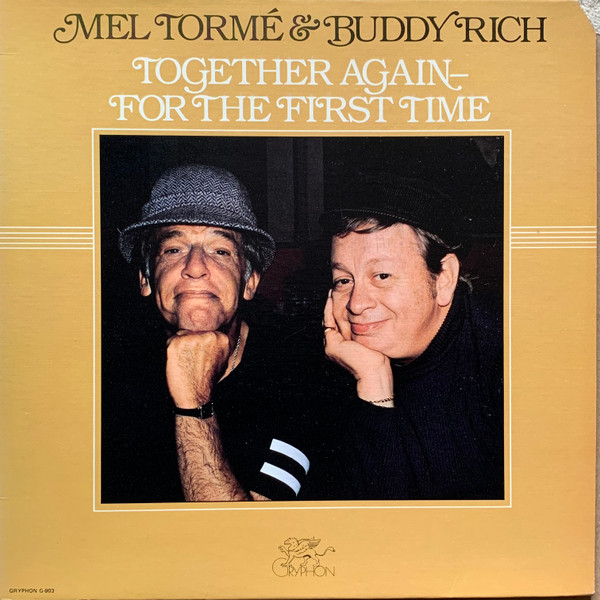 MEL TORMÉ & BUDDY RICH
TOGETHER AGAIN—
FOR THE FIRST TIME
GRYPHON
GRYPHON G 903